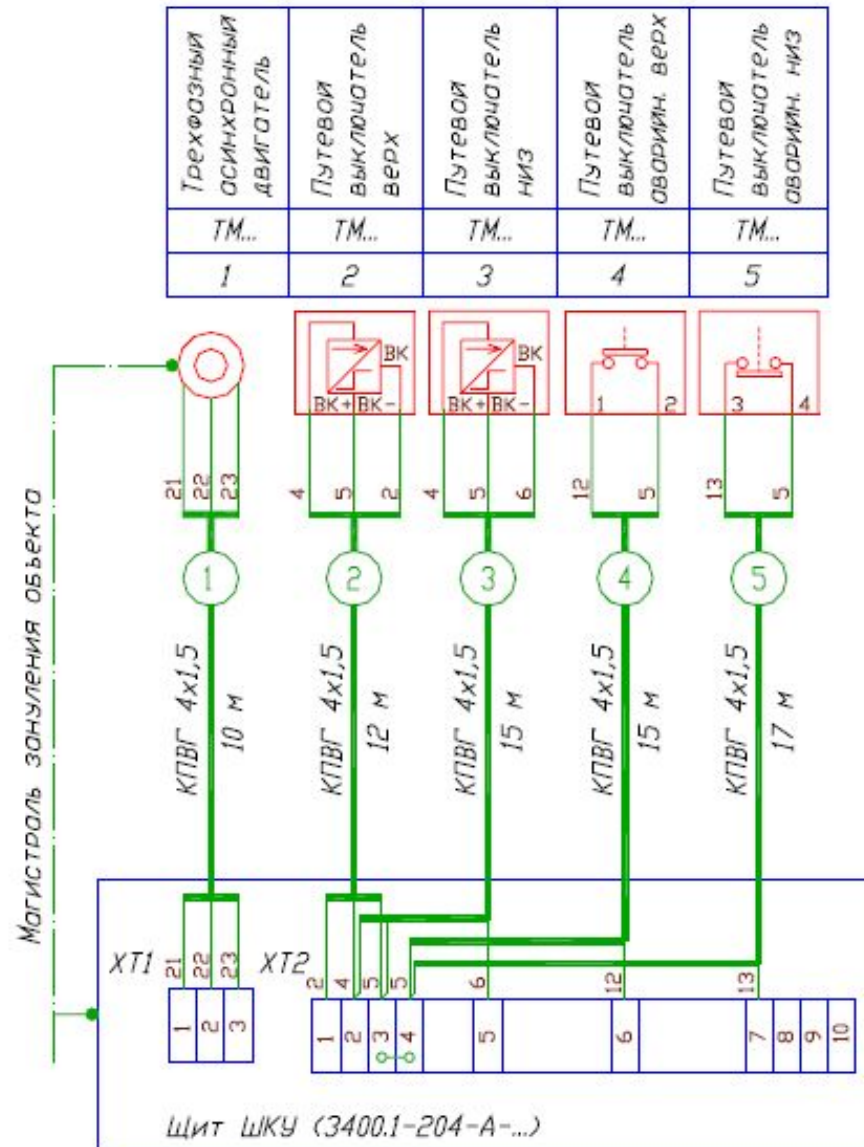 Трехфазный
асинхронный
двигатель
Путевой
выключатель
верх
Путевой
выключатель
низ
Путевой
выключатель
аварийн. верх
Путевой
выключатель
аварийн. низ
ТМ... ТМ... ТМ... ТМ... ТМ...
1 2 3 4 5
ВК ВК
ВК+ ВК- ВК+ ВК- 1 2 3 4
21 22 23 4 5 2 4 5 6 12 5 13 5
1 2 3 4 5
КПВГ 4х1,5
10 м
КПВГ 4х1,5
12 м
КПВГ 4х1,5
15 м
КПВГ 4х1,5
15 м
КПВГ 4х1,5
17 м
Магистраль зануления объекта
ХТ1 21 22 23 ХТ2 2 4 5 5 6 12 13
1 2 3 1 2 3 4 5 6 7 8 9 10
Щит ШКУ (3400.1-204-А-...)